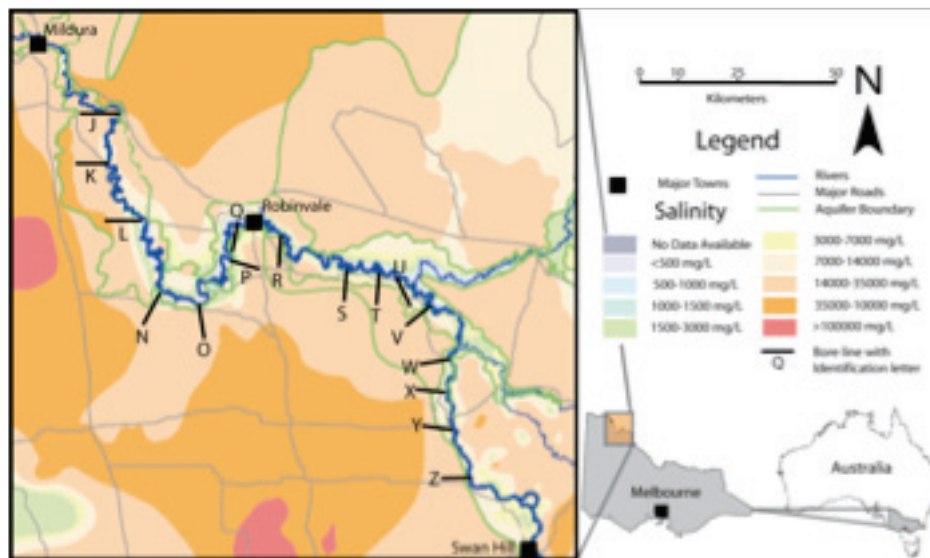 Mildura
J
K
L
N
O
Q
Robinvale
P
R
S
T
U
V
W
X
Y
Z
Swan Hill
0 10 25 50
Kilometers
N
Legend
Major Towns
Rivers
Major Roads
Aquifer Boundary
Salinity
No Data Available
<500 mg/L
500-1000 mg/L
1000-1500 mg/L
1500-3000 mg/L
3000-7000 mg/L
7000-14000 mg/L
14000-35000 mg/L
35000-10000 mg/L
>100000 mg/L
Q
Bore line with
Identification letter
Melbourne
Australia